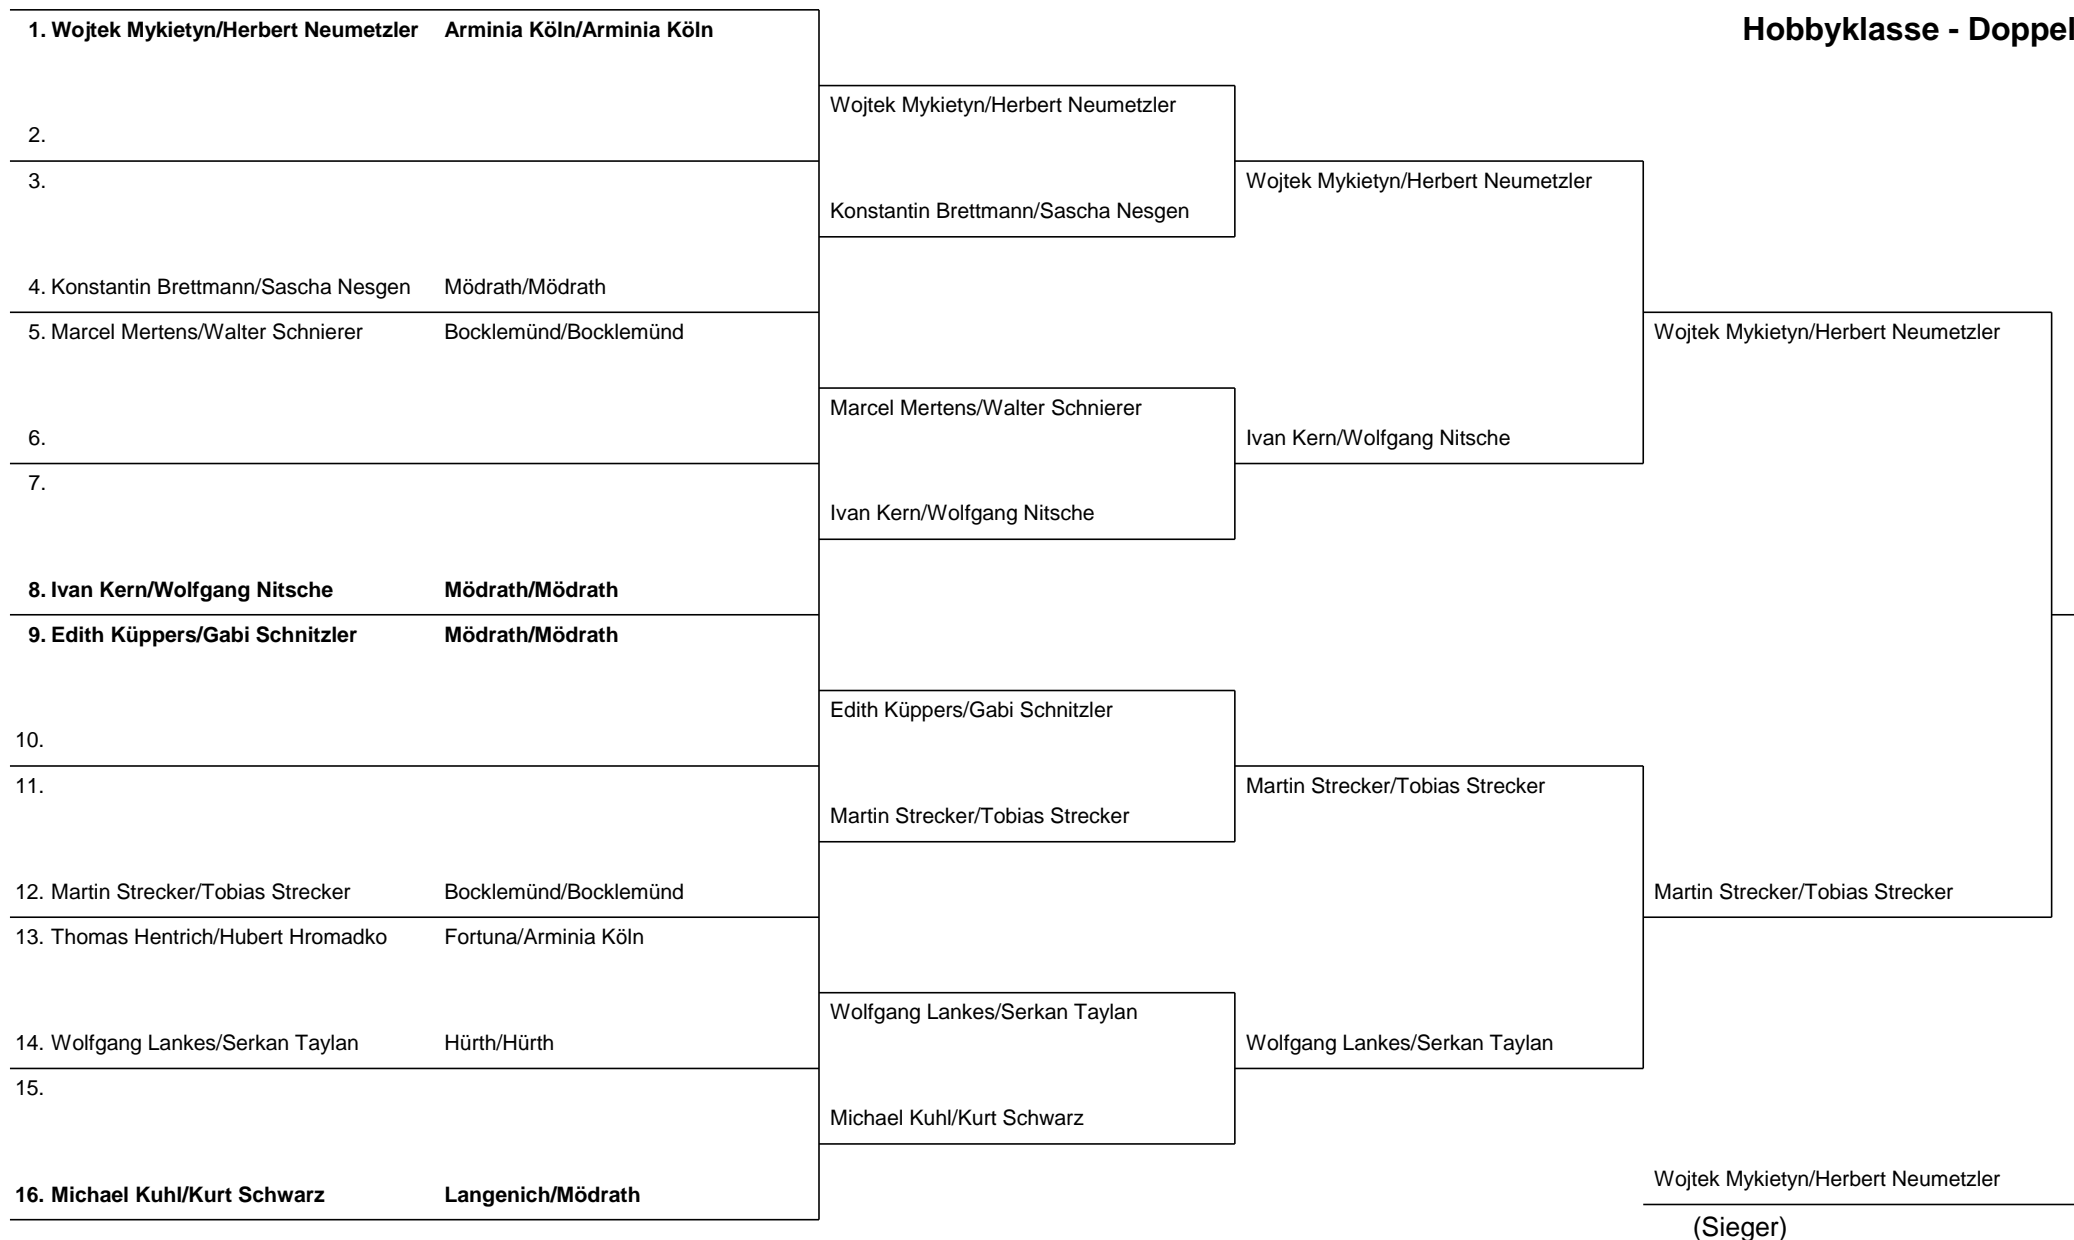 1. Wojtek Mykietyn/Herbert Neumetzler Arminia Köln/Arminia Köln
Hobbyklasse - Doppel
Wojtek Mykietyn/Herbert Neumetzler
2.
3.
Wojtek Mykietyn/Herbert Neumetzler
Konstantin Brettmann/Sascha Nesgen
4. Konstantin Brettmann/Sascha Nesgen Mödrath/Mödrath
5. Marcel Mertens/Walter Schnierer Bocklemünd/Bocklemünd
Wojtek Mykietyn/Herbert Neumetzler
Marcel Mertens/Walter Schnierer
6.
Ivan Kern/Wolfgang Nitsche
7.
Ivan Kern/Wolfgang Nitsche
8. Ivan Kern/Wolfgang Nitsche Mödrath/Mödrath
9. Edith Küppers/Gabi Schnitzler Mödrath/Mödrath
Edith Küppers/Gabi Schnitzler
10.
11.
Martin Strecker/Tobias Strecker
Martin Strecker/Tobias Strecker
12. Martin Strecker/Tobias Strecker Bocklemünd/Bocklemünd
Martin Strecker/Tobias Strecker
13. Thomas Hentrich/Hubert Hromadko Fortuna/Arminia Köln
Wolfgang Lankes/Serkan Taylan
14. Wolfgang Lankes/Serkan Taylan Hürth/Hürth
Wolfgang Lankes/Serkan Taylan
15.
Michael Kuhl/Kurt Schwarz
16. Michael Kuhl/Kurt Schwarz Langenich/Mödrath
Wojtek Mykietyn/Herbert Neumetzler
(Sieger)